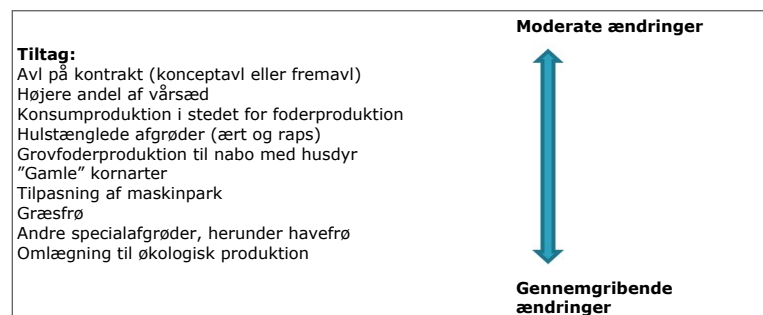 Moderate ændringer
Tiltag:
Avl på kontrakt (konceptavl eller fremavl)
Højere andel af vårsæd
Konsumproduktion i stedet for foderproduktion
Hulstænglede afgrøder (ært og raps)
Grovfoderproduktion til nabo med husdyr
”Gamle” kornarter
Tilpasning af maskinpark
Græsfrø
Andre specialafgrøder, herunder havefrø
Omlægning til økologisk produktion
Gennemgribende
ændringer